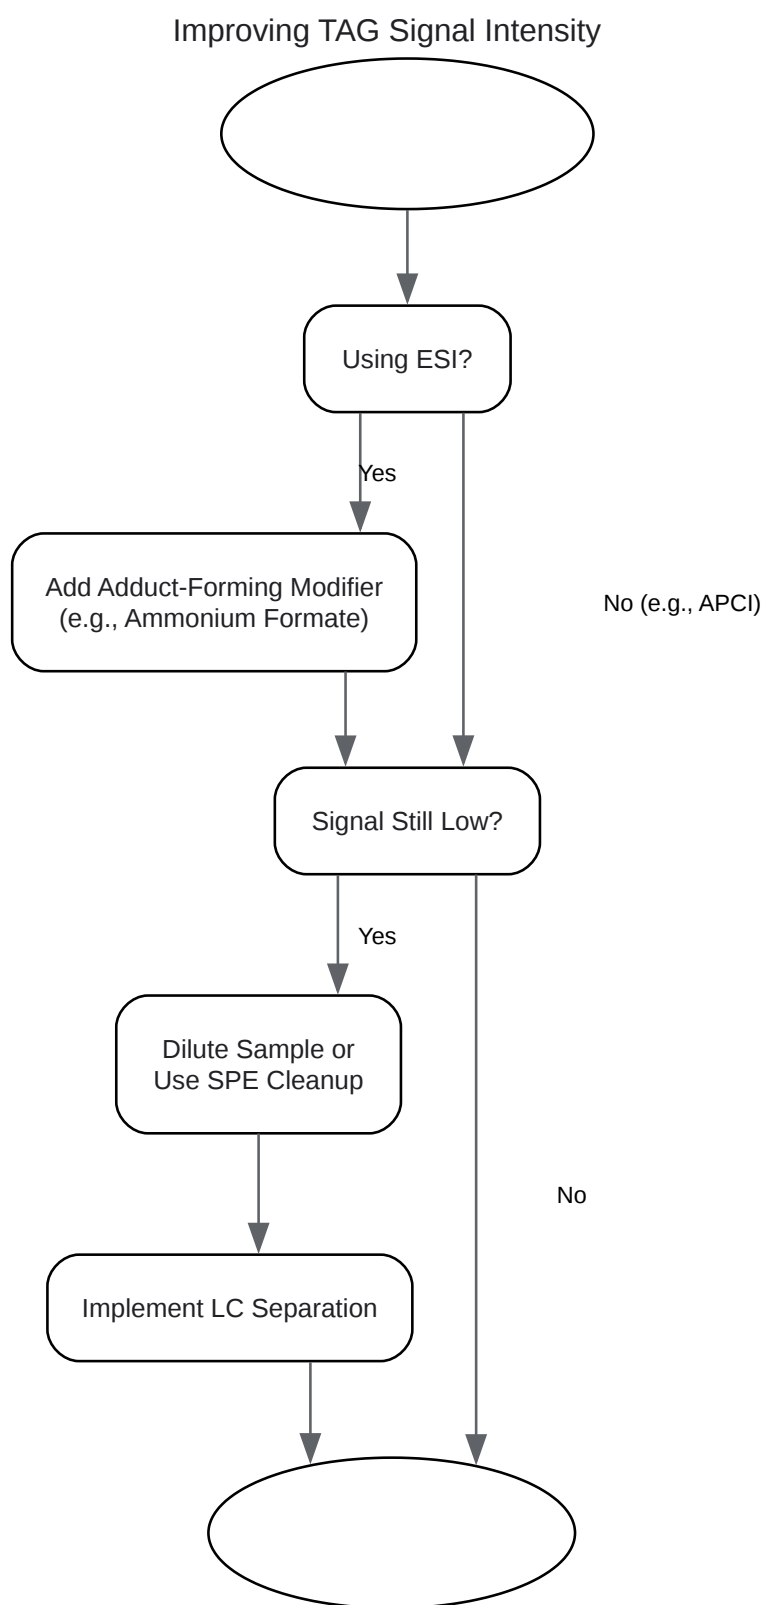 Improving TAG Signal Intensity
Using ESI?
Yes
Add Adduct-Forming Modifier
(e.g., Ammonium Formate)
No (e.g., APCI)
Signal Still Low?
Yes
Dilute Sample or
Use SPE Cleanup
No
Implement LC Separation